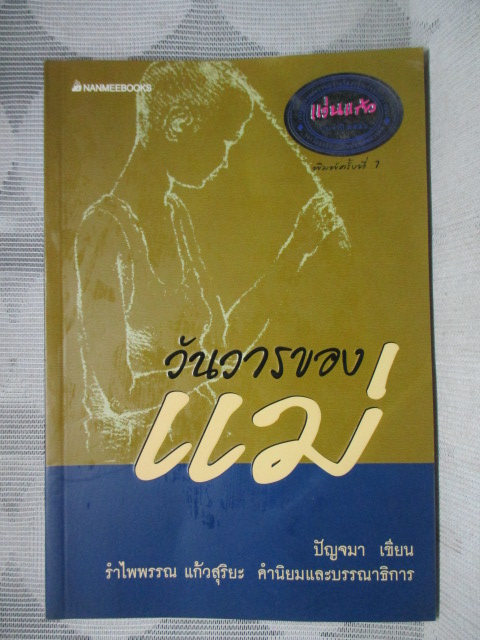 NANMEEBOOKS
แว่นแก้ว
พิมพ์ครั้งที่ 7
วันวารของ
แม่
ปัญจมา เขียน
รำไพพรรณ แก้วสุริยะ คำนิยมและบรรณาธิการ